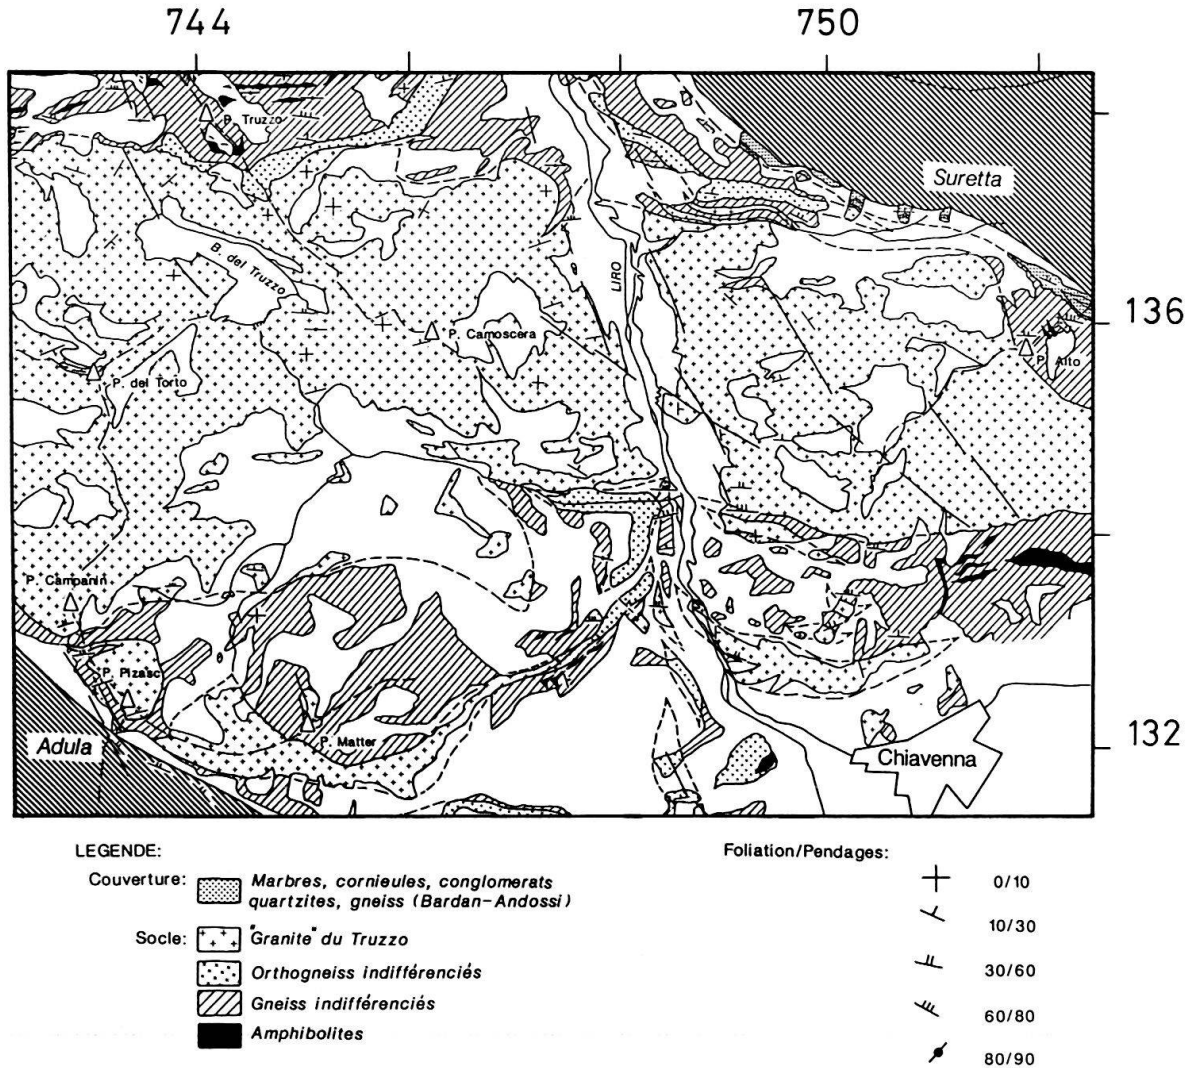 744
750
P. Truzzo
Suretta
B. del Truzzo
LIRO
136
P. Camoscera
P. Alto
P. del Torto
P. Campanin
P. Pizasc
P. Matter
Adula
132
Chiavenna
LEGENDE:
Couverture:
Marbres, cornieules, conglomerats
quartzites, gneiss (Bardan-Andossi)
Socle:
"Granite" du Truzzo
Orthogneiss indifférenciés
Gneiss indifférenciés
Amphibolites
Foliation/Pendages:
0/10
10/30
30/60
60/80
80/90